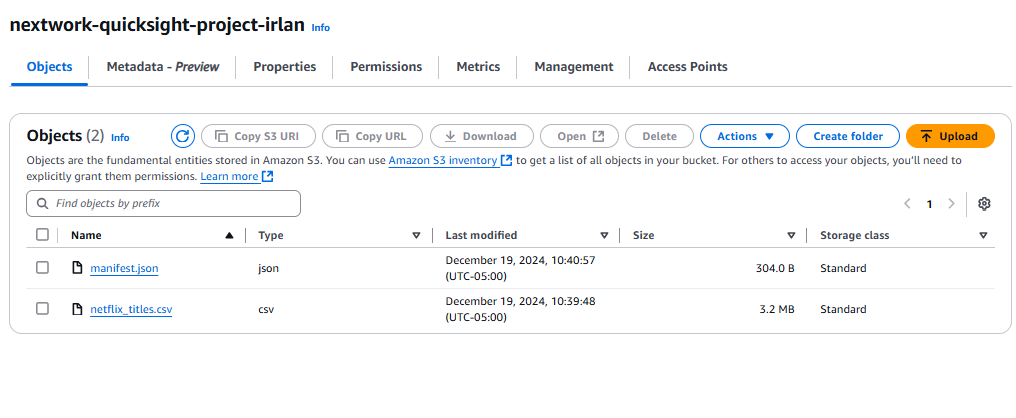 nextwork-quicksight-project-irlan Info
Objects Metadata - Preview Properties Permissions Metrics Management Access Points
Objects (2) Info Copy S3 URI Copy URL Download Open Delete Actions Create folder Upload
Objects are the fundamental entities stored in Amazon S3. You can use Amazon S3 inventory to get a list of all objects in your bucket. For others to access your objects, you'll need to
explicitly grant them permissions. Learn more
Find objects by prefix 1
Name Type Last modified Size Storage class
manifest.json json December 19, 2024, 10:40:57 (UTC-05:00) 304.0 B Standard
netflix_titles.csv csv December 19, 2024, 10:39:48 (UTC-05:00) 3.2 MB Standard